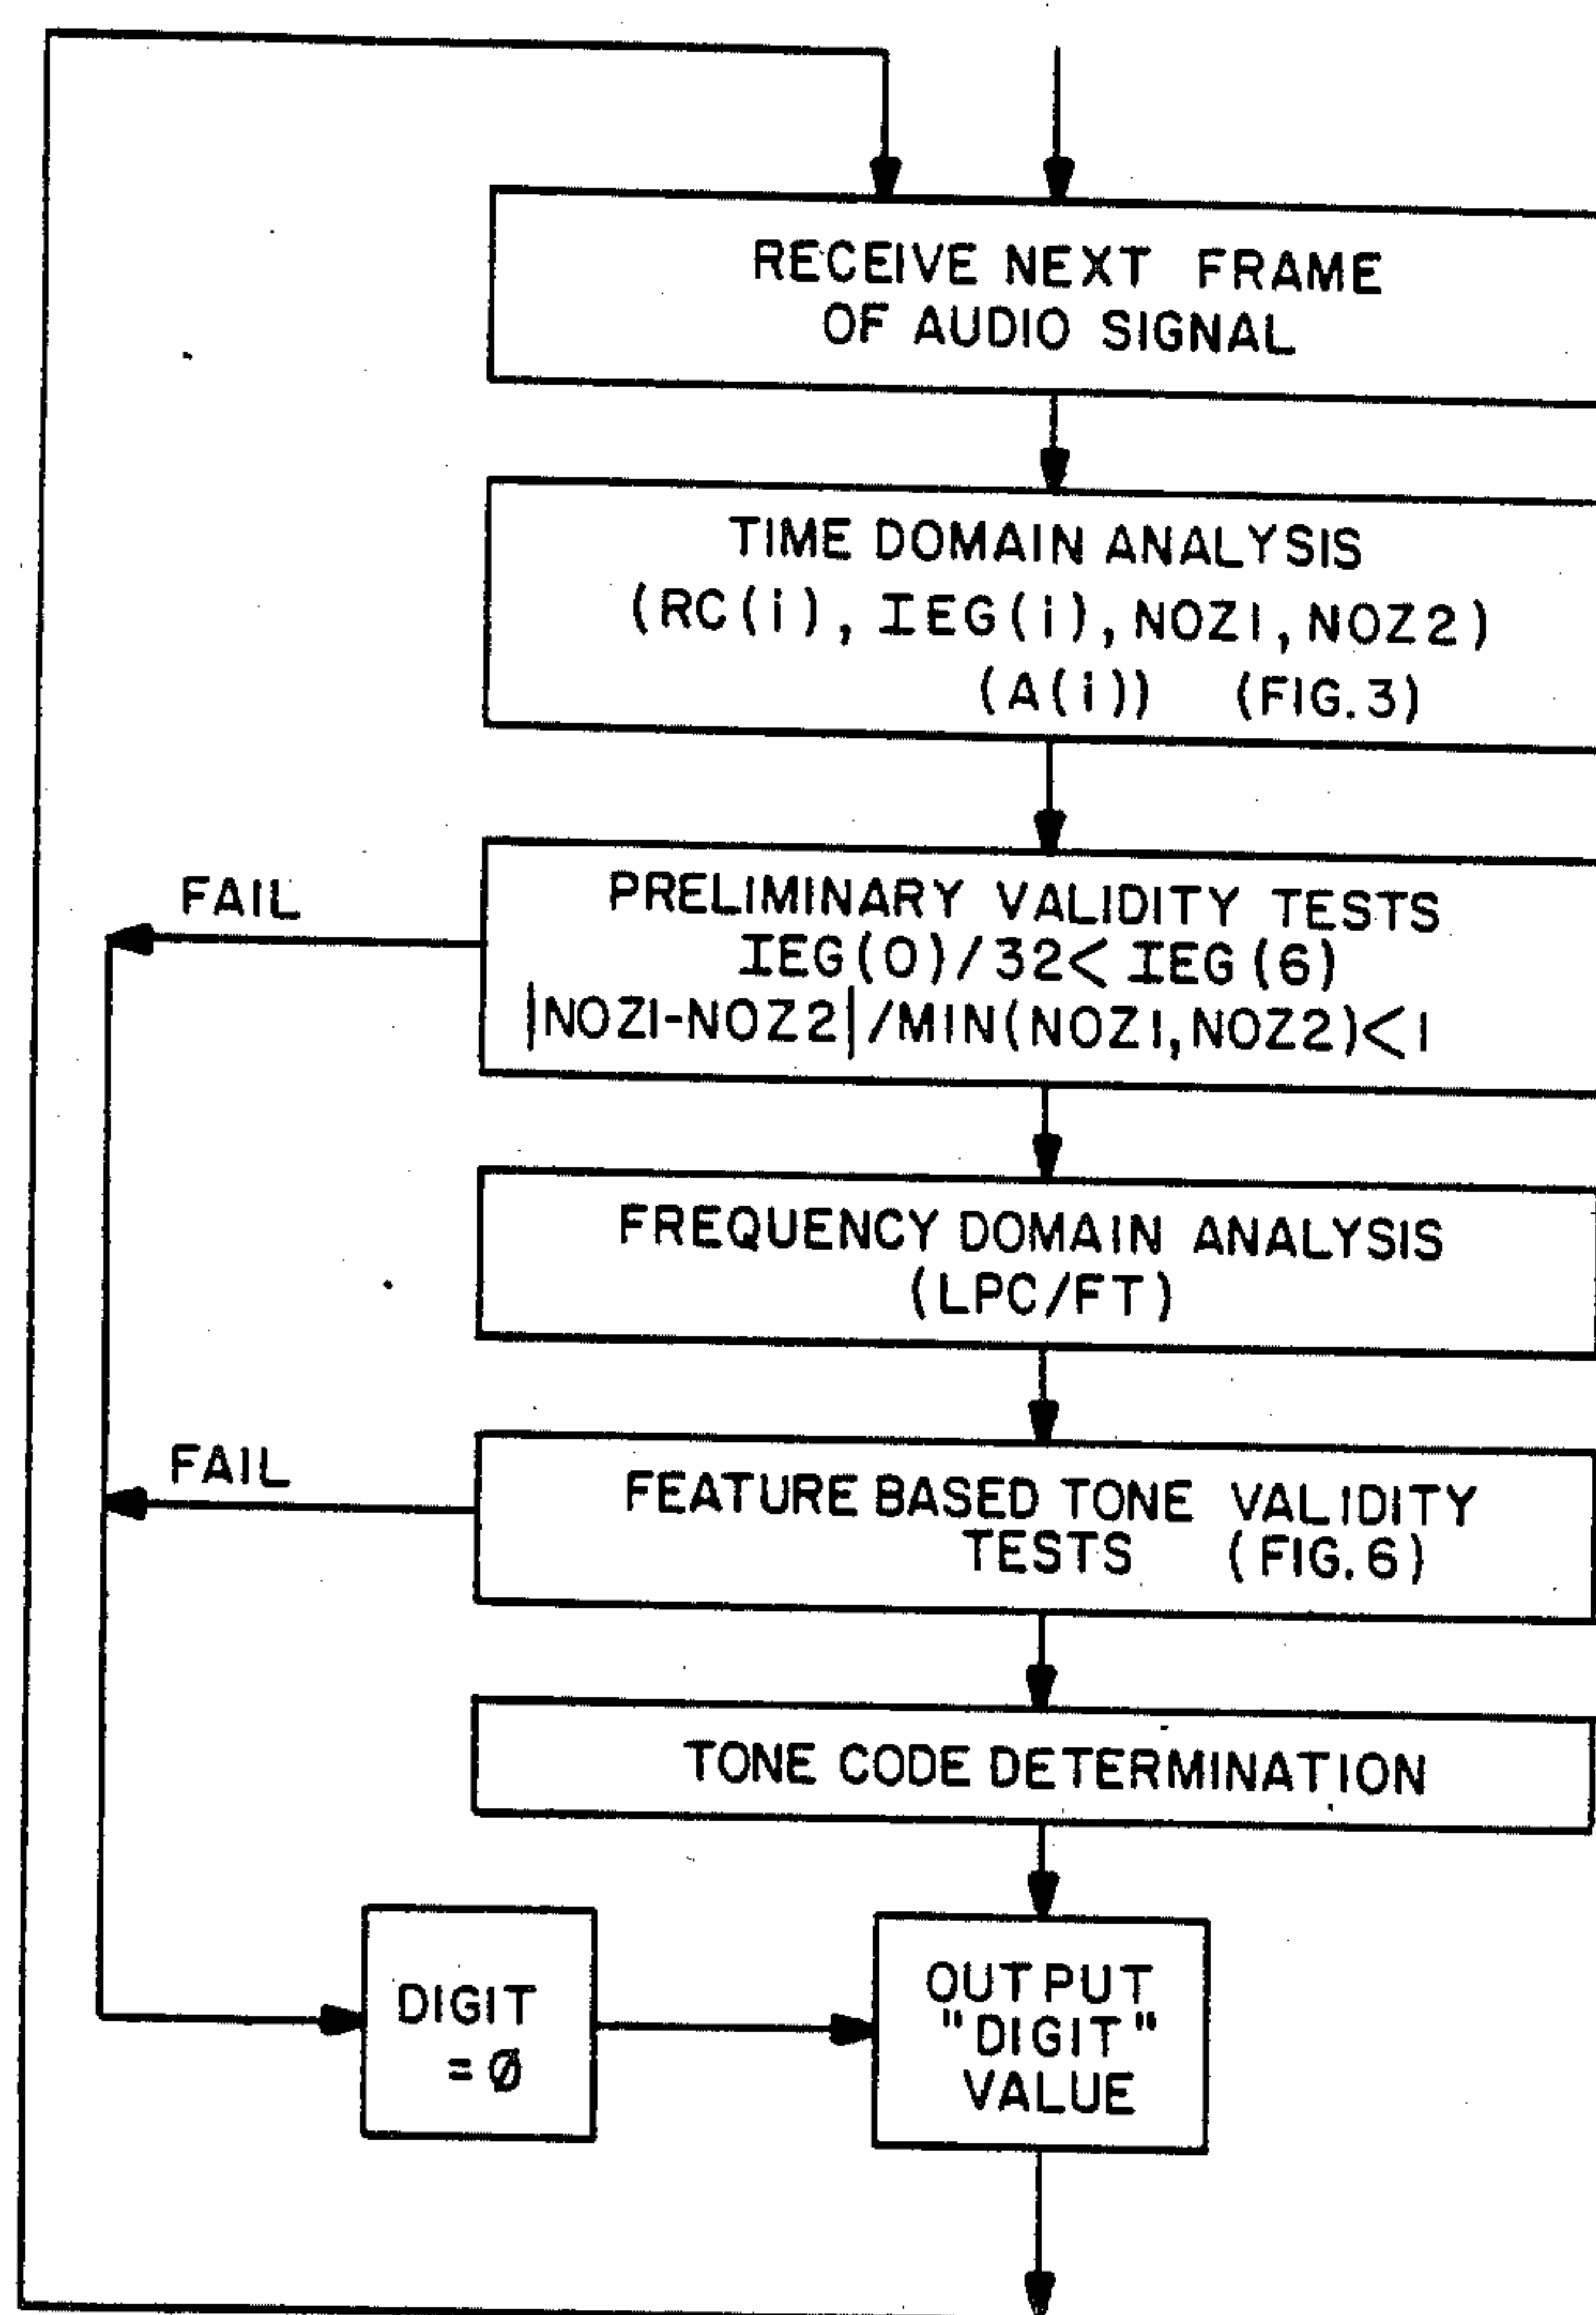 RECEIVE NEXT FRAME
OF AUDIO SIGNAL
TIME DOMAIN ANALYSIS
(RC(i), IEG(i), NOZ1, NOZ2)
(A(i)) (FIG.3)
FAIL
PRELIMINARY VALIDITY TESTS
IEG(0)/32< IEG(6)
|NOZ1-NOZ2|/MIN(NOZ1,NOZ2)<1
FREQUENCY DOMAIN ANALYSIS
(LPC/FT)
FAIL
FEATURE BASED TONE VALIDITY
TESTS (FIG.6)
TONE CODE DETERMINATION
DIGIT
=Ø
OUTPUT
"DIGIT"
VALUE